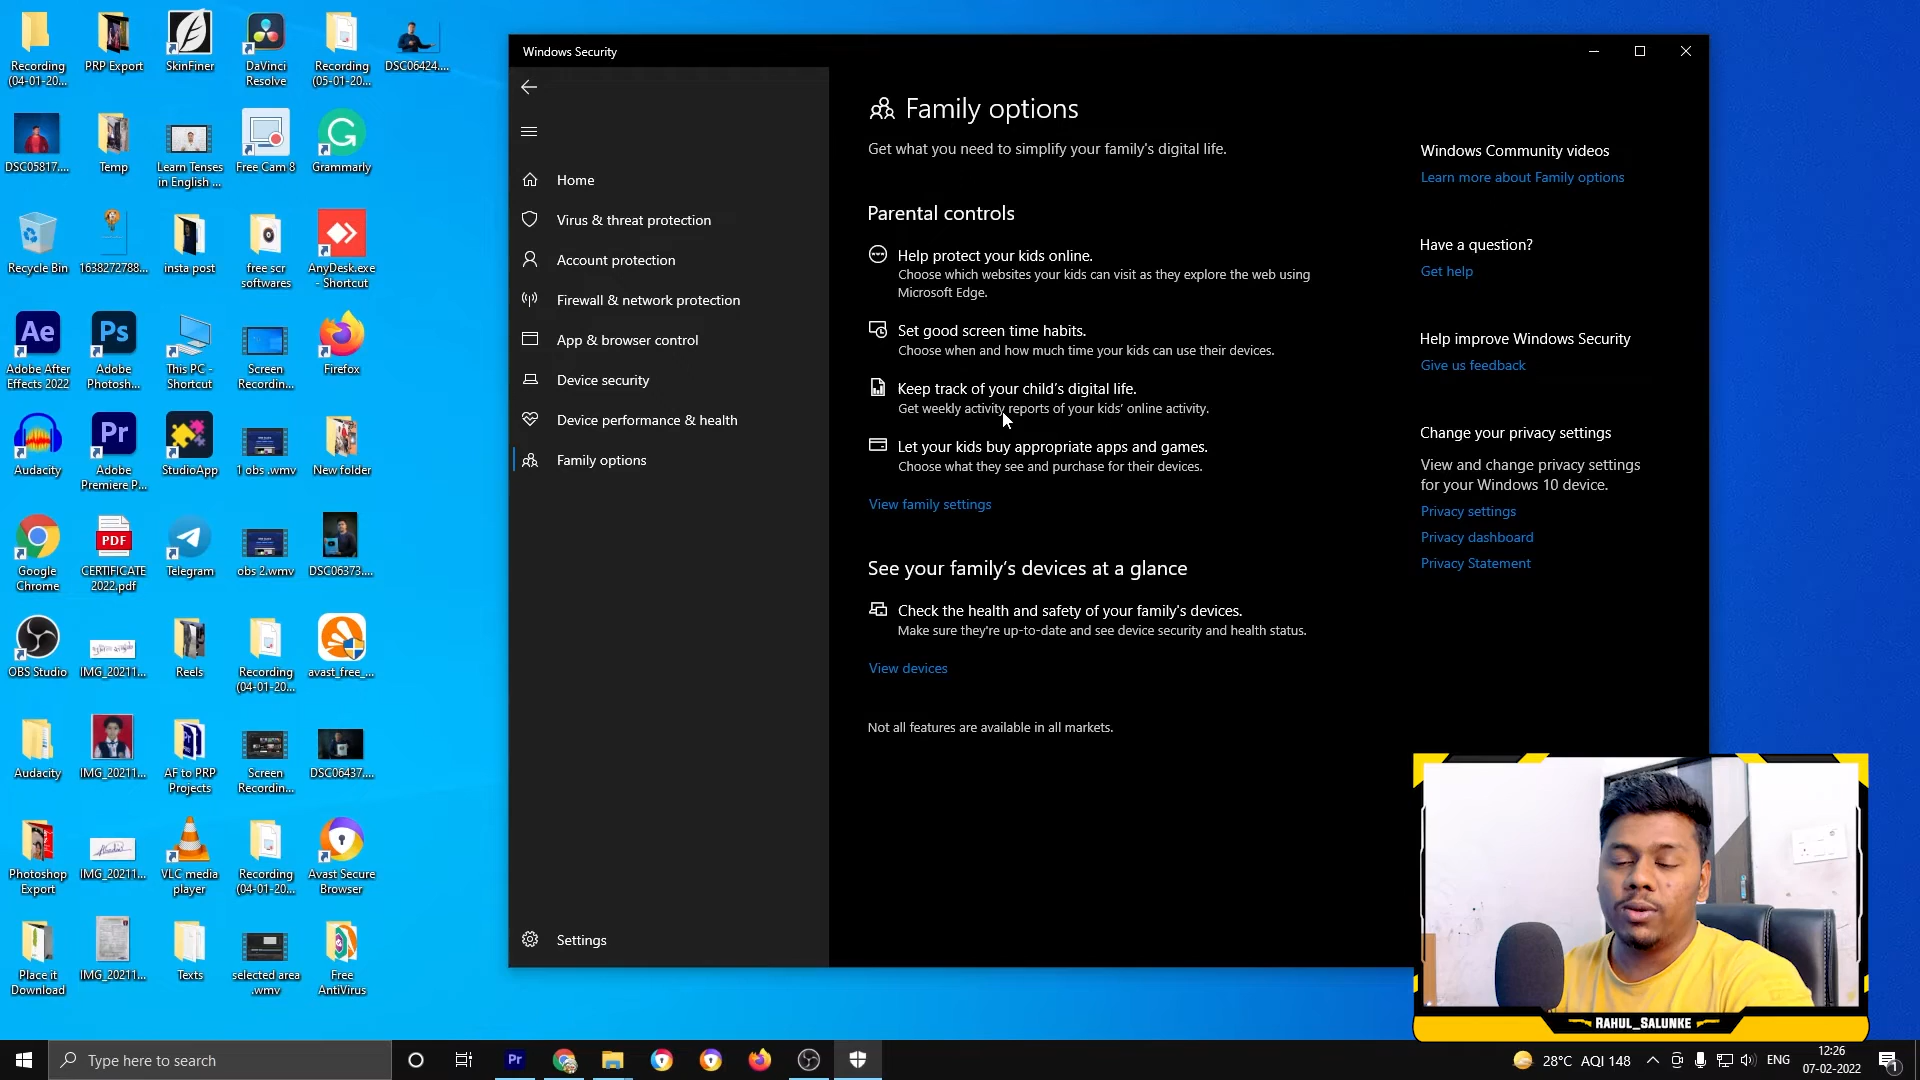 Recording
(04-01-20...
PRP Export
SkinFiner
DaVinci
Resolve
Recording
(05-01-20...
DSC06424....
DSC05817....
Temp
Learn Tenses
in English ...
Free Cam 8
Grammarly
Recycle Bin
1638272788...
insta post
free scr
softwares
AnyDesk.exe
- Shortcut
Ae
Adobe After
Effects 2022
Ps
Adobe
Photosh...
This PC -
Shortcut
Screen
Recordin...
Firefox
Audacity
Pr
Adobe
Premiere P...
StudioApp
1 obs .wmv
New folder
Google
Chrome
PDF
CERTIFICATE
2022.pdf
Telegram
obs 2.wmv
DSC06373....
OBS Studio
IMG_20211...
Reels
Recording
(04-01-20...
avast_free_...
Audacity
IMG_20211...
AF to PRP
Projects
Screen
Recordin...
DSC06437....
Photoshop
Export
IMG_20211...
VLC media
player
Recording
(04-01-20...
Avast Secure
Browser
Place it
Download
IMG_20211...
Texts
selected area
.wmv
Free
AntiVirus
Windows Security
Home
Virus & threat protection
Account protection
Firewall & network protection
App & browser control
Device security
Device performance & health
Family options
Settings
Family options
Get what you need to simplify your family's digital life.
Parental controls
Help protect your kids online.
Choose which websites your kids can visit as they explore the web using
Microsoft Edge.
Set good screen time habits.
Choose when and how much time your kids can use their devices.
Keep track of your child's digital life.
Get weekly activity reports of your kids' online activity.
Let your kids buy appropriate apps and games.
Choose what they see and purchase for their devices.
View family settings
See your family's devices at a glance
Check the health and safety of your family's devices.
Make sure they're up-to-date and see device security and health status.
View devices
Not all features are available in all markets.
Windows Community videos
Learn more about Family options
Have a question?
Get help
Help improve Windows Security
Give us feedback
Change your privacy settings
View and change privacy settings
for your Windows 10 device.
Privacy settings
Privacy dashboard
Privacy Statement
RAHUL_SALUNKE
Type here to search
Pr
28°C AQI 148
ENG
12:26
07-02-2022
1